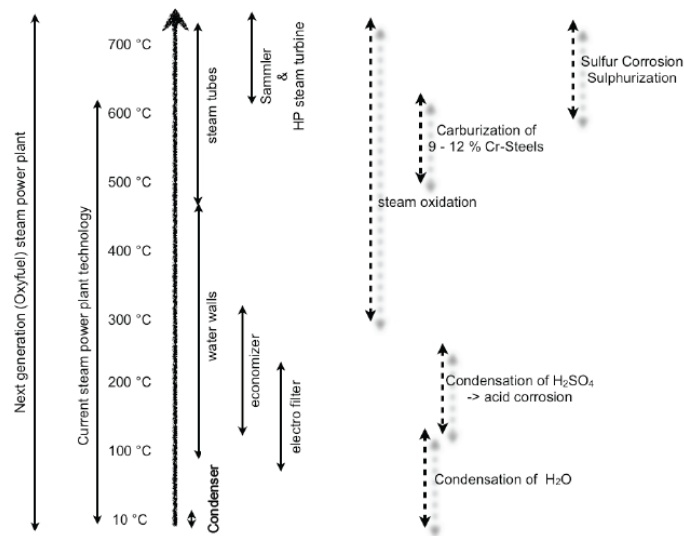 Next generation (Oxyfuel) steam power plant
Current steam power plant technology
700 °C
600 °C
500 °C
400 °C
300 °C
200 °C
100 °C
10 °C
steam tubes
water walls
Condenser
Sammler
&
HP steam turbine
economizer
electro filter
steam oxidation
Carburization of
9 - 12 % Cr-Steels
Sulfur Corrosion
Sulphurization
Condensation of H₂SO₄
-> acid corrosion
Condensation of H₂O